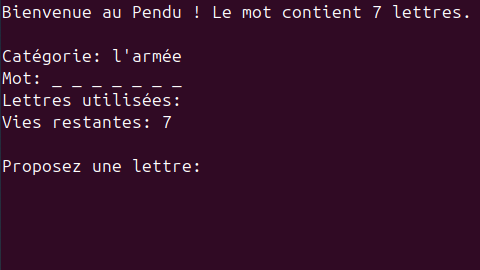 Bienvenue au Pendu ! Le mot contient 7 lettres.
Catégorie: l'armée
Mot: _ _ _ _ _ _ _
Lettres utilisées:
Vies restantes: 7
Proposez une lettre: